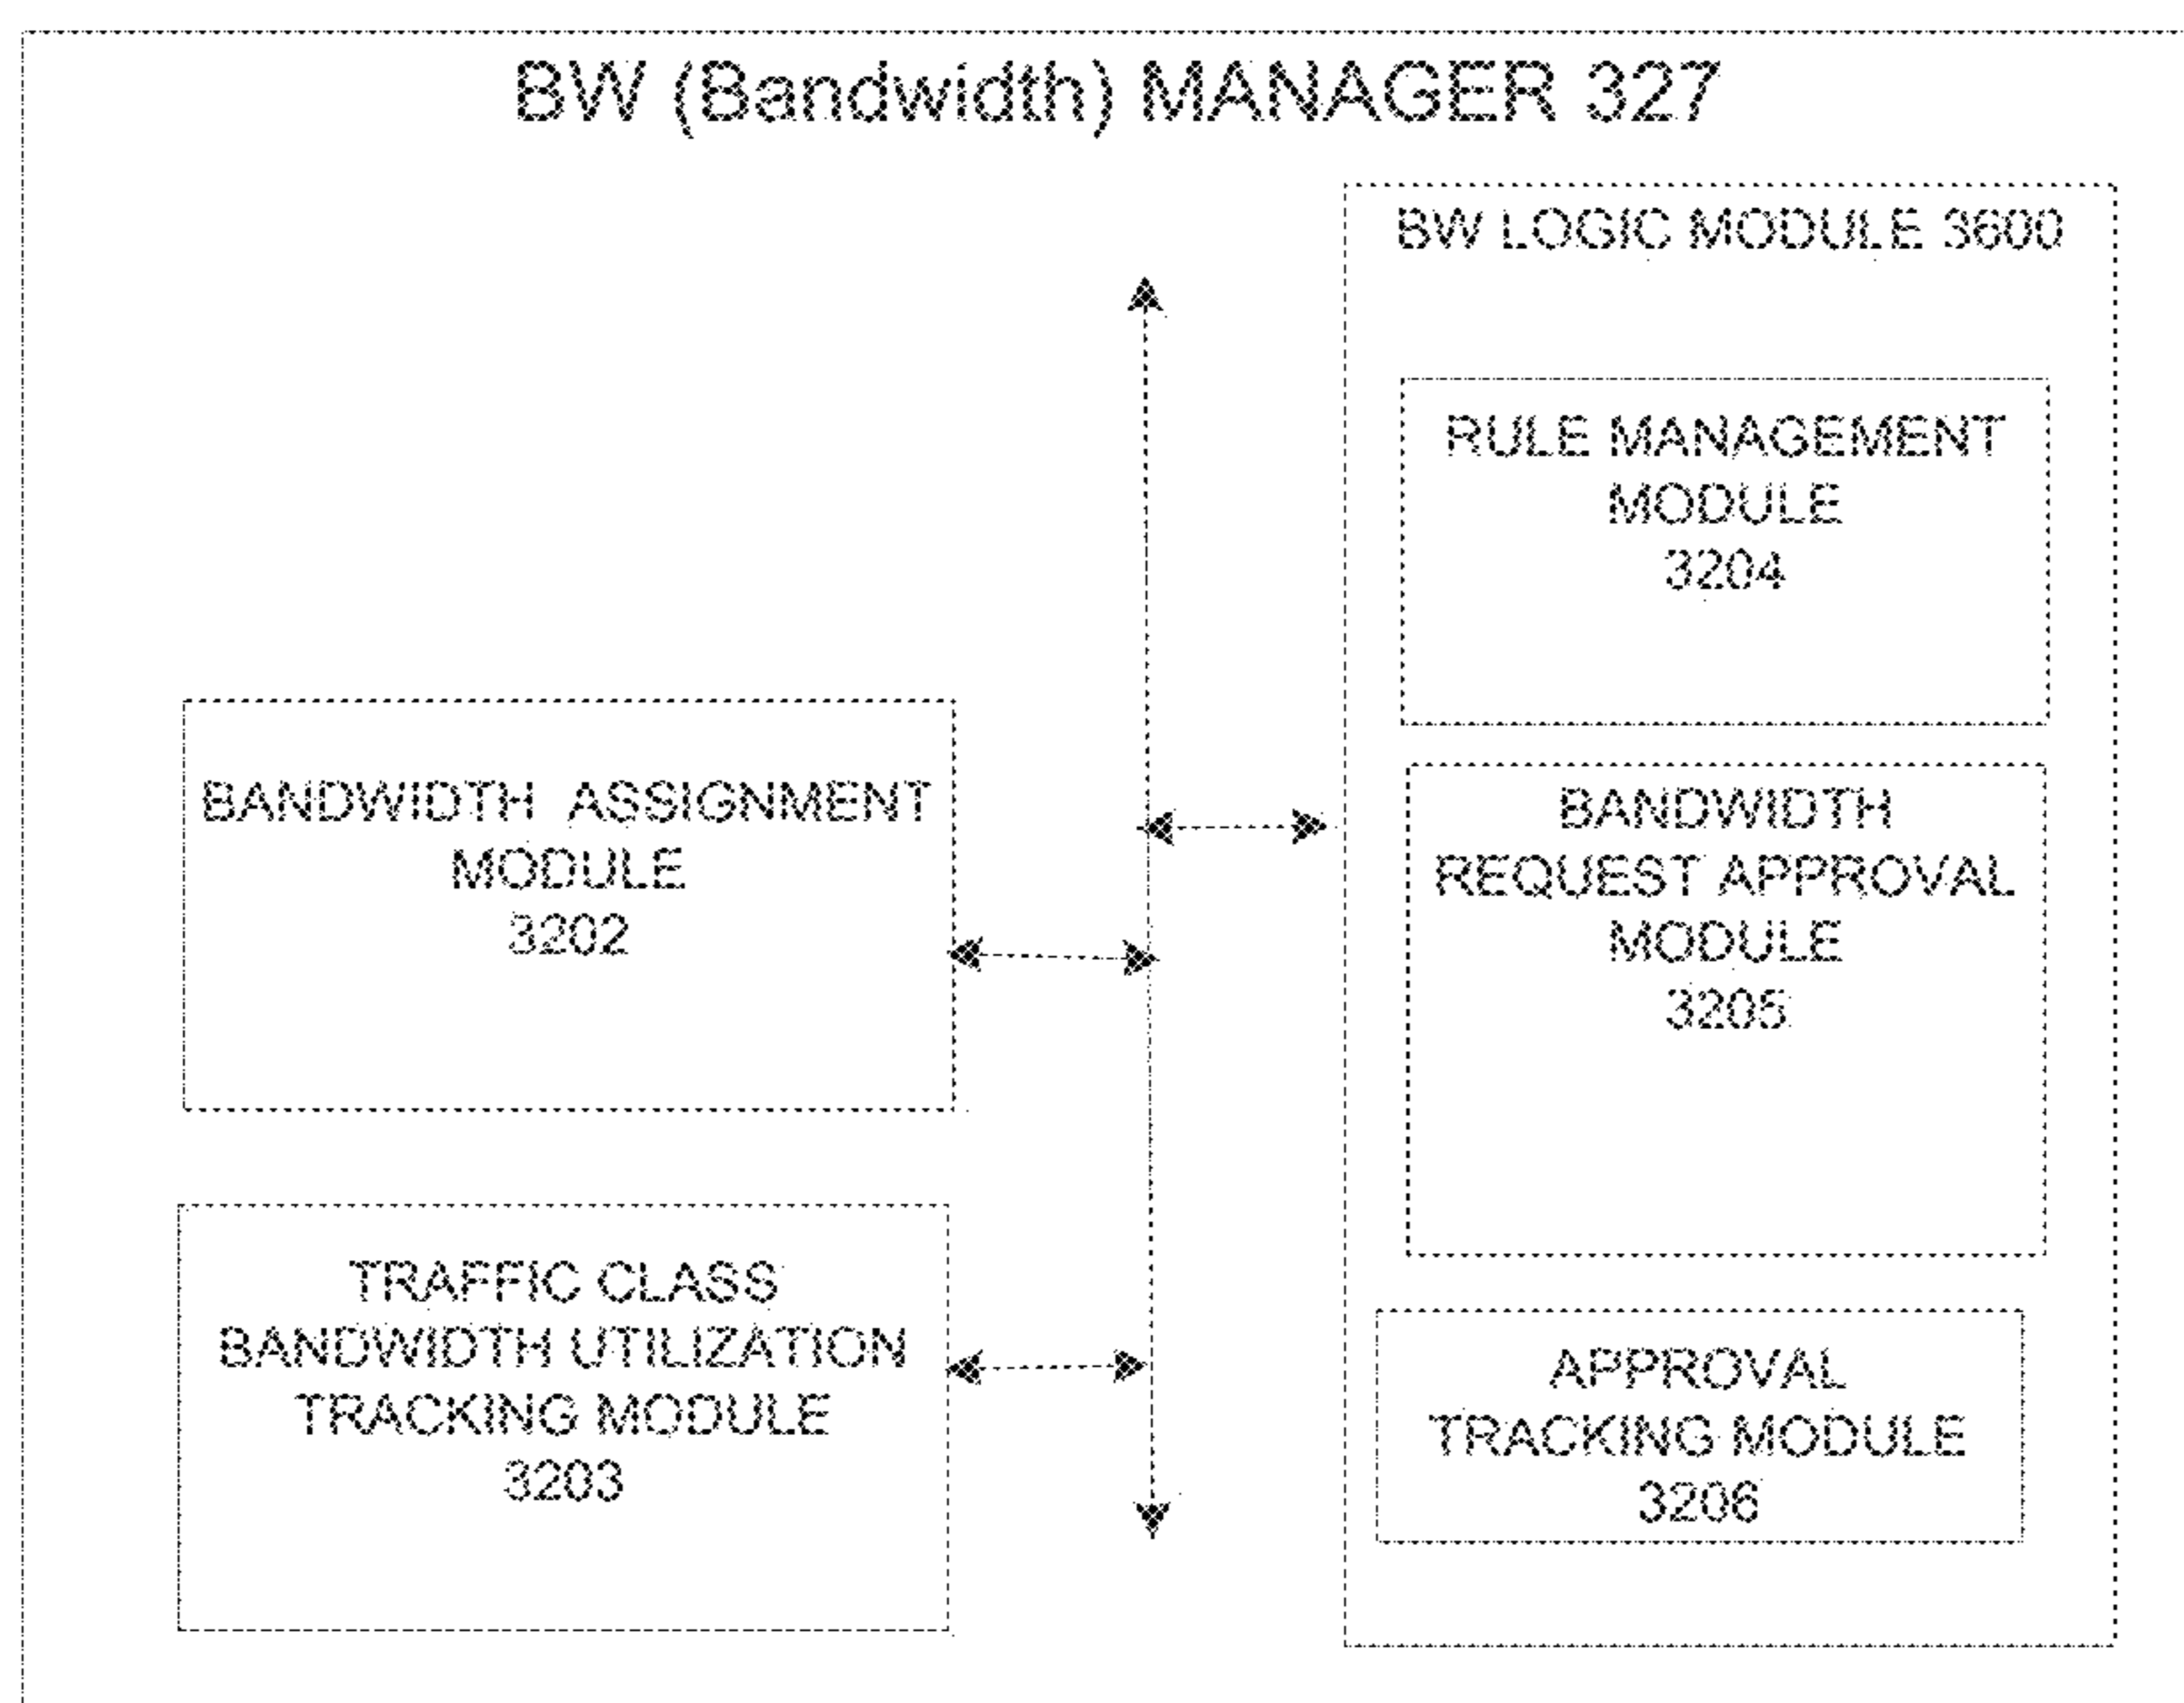 BW (Bandwidth) MANAGER 327
BW LOGIC MODULE 3600
RULE MANAGEMENT
MODULE
3204
BANDWIDTH ASSIGNMENT
MODULE
3202
BANDWIDTH
REQUEST APPROVAL
MODULE
3205
TRAFFIC CLASS
BANDWIDTH UTILIZATION
TRACKING MODULE
3203
APPROVAL
TRACKING MODULE
3206